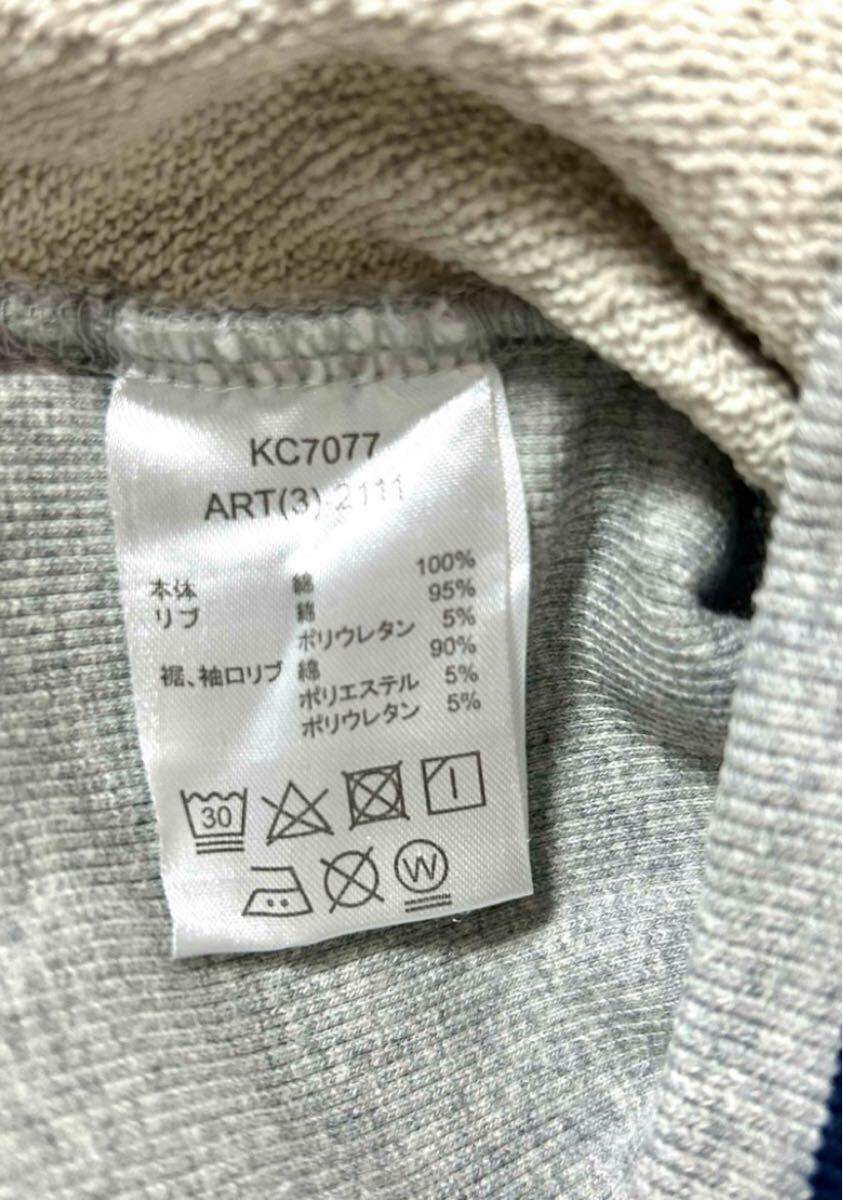 KC7077
ART(3)-2111
本体 綿 100%
リブ 綿 95%
ポリウレタン 5%
裾、袖口リブ 綿 90%
ポリエステル 5%
ポリウレタン 5%
30
W